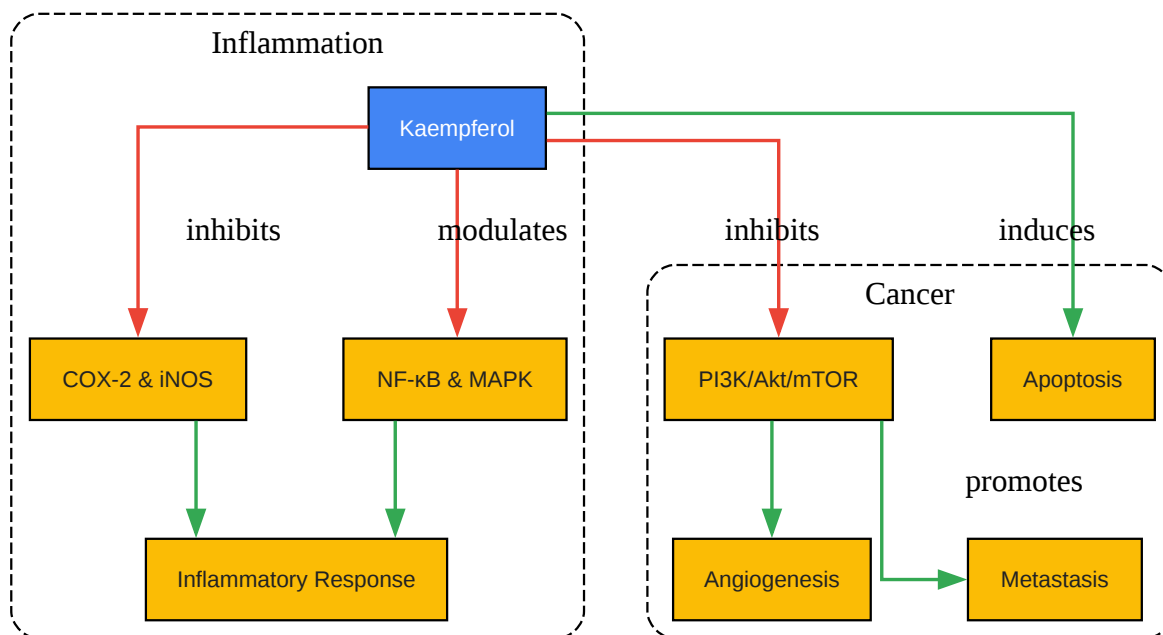 Inflammation
Kaempferol
inhibits
modulates
inhibits
induces
Cancer
COX-2 & iNOS
NF-κB & MAPK
PI3K/Akt/mTOR
Apoptosis
promotes
Inflammatory Response
Angiogenesis
Metastasis